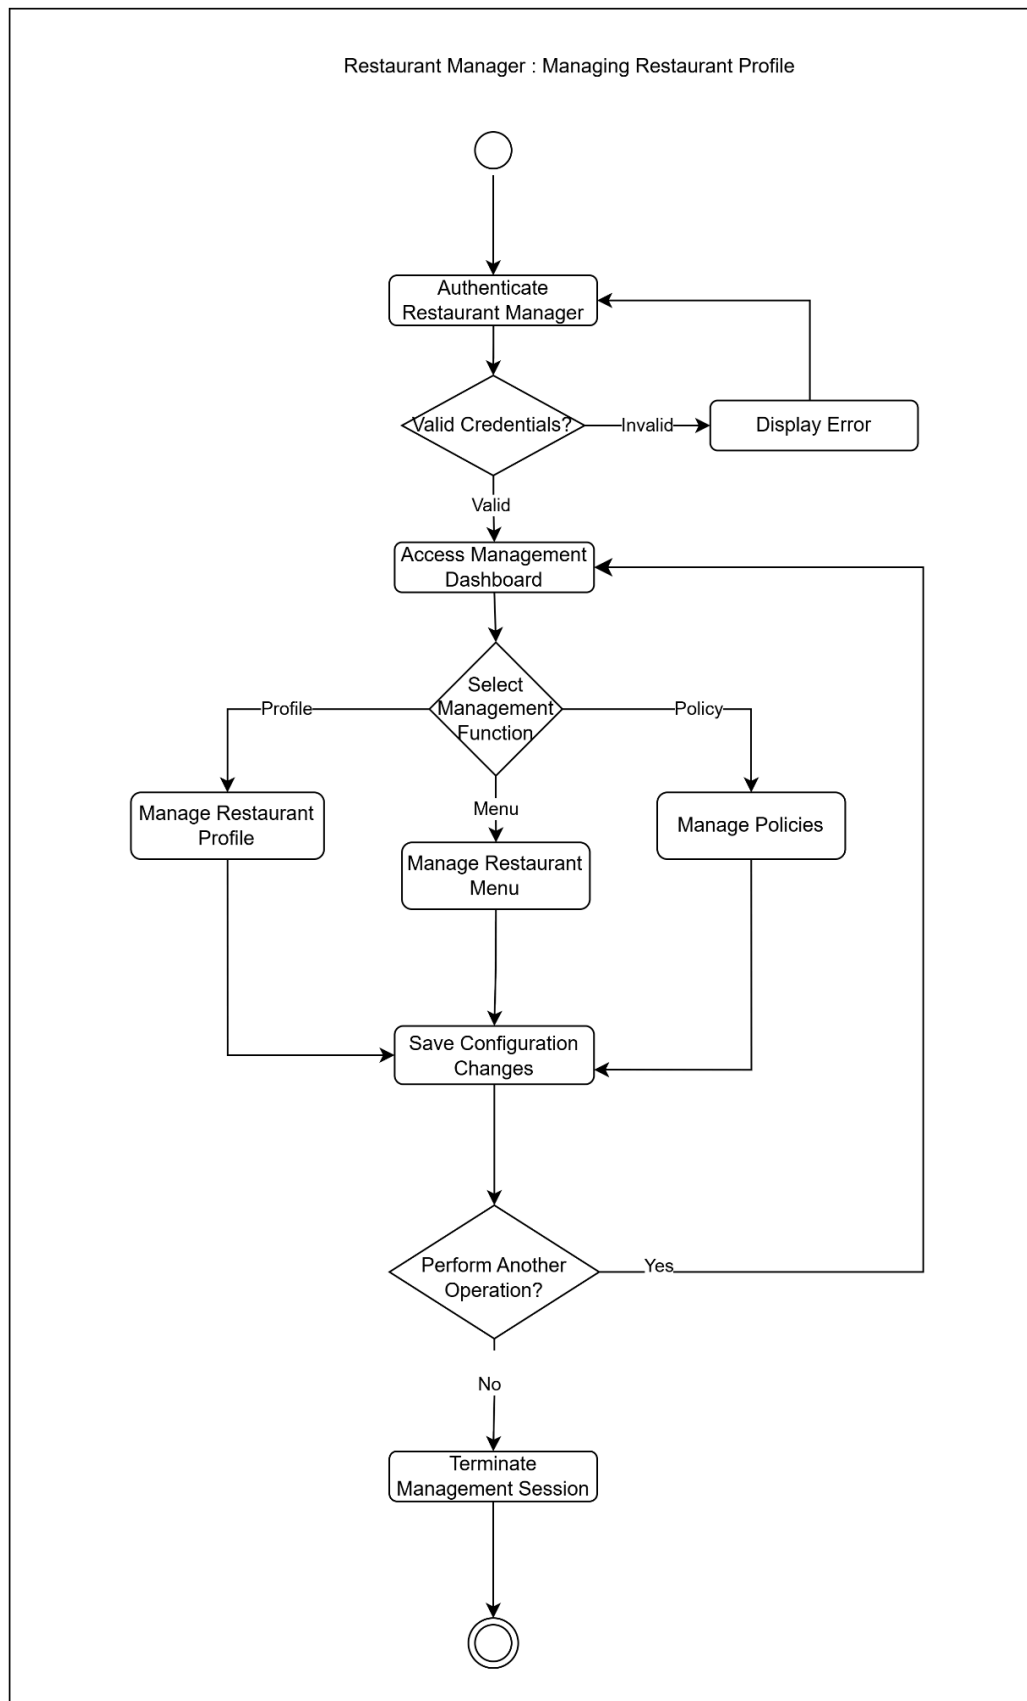 Restaurant Manager : Managing Restaurant Profile
Authenticate
Restaurant Manager
Valid Credentials?
Invalid
Display Error
Valid
Access Management
Dashboard
Select
Management
Function
Profile
Policy
Menu
Manage Restaurant
Profile
Manage Policies
Manage Restaurant
Menu
Save Configuration
Changes
Perform Another
Operation?
Yes
No
Terminate
Management Session